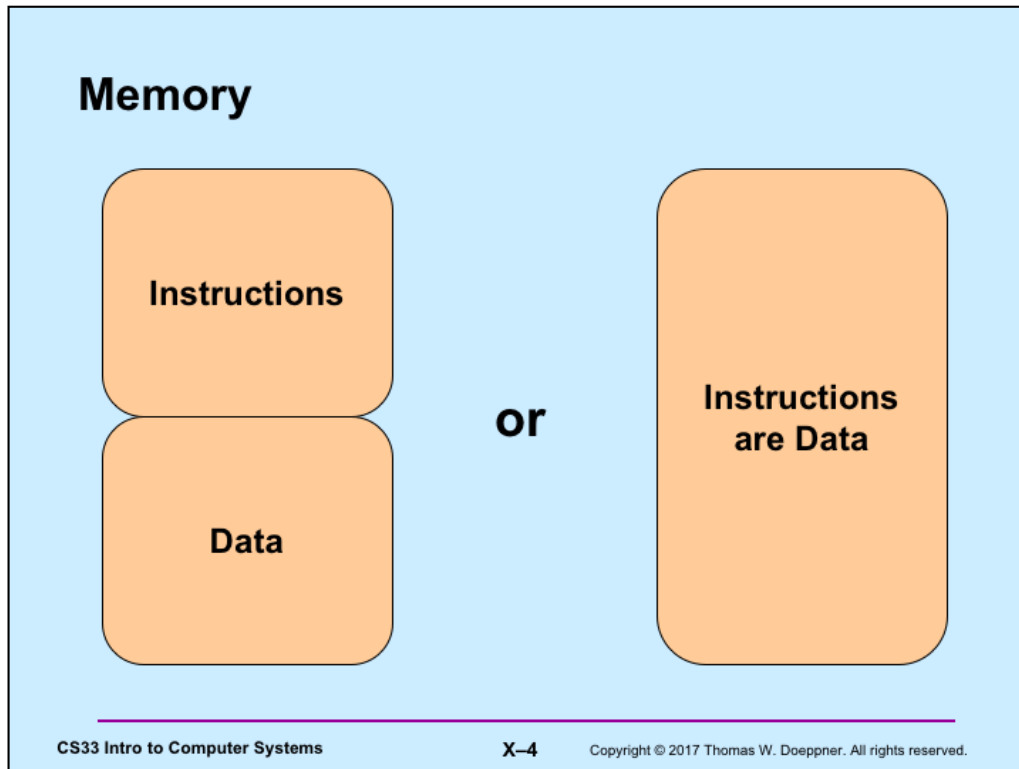 Memory
Instructions
Data
or
Instructions
are Data
CS33 Intro to Computer Systems
X–4
Copyright © 2017 Thomas W. Doeppner. All rights reserved.